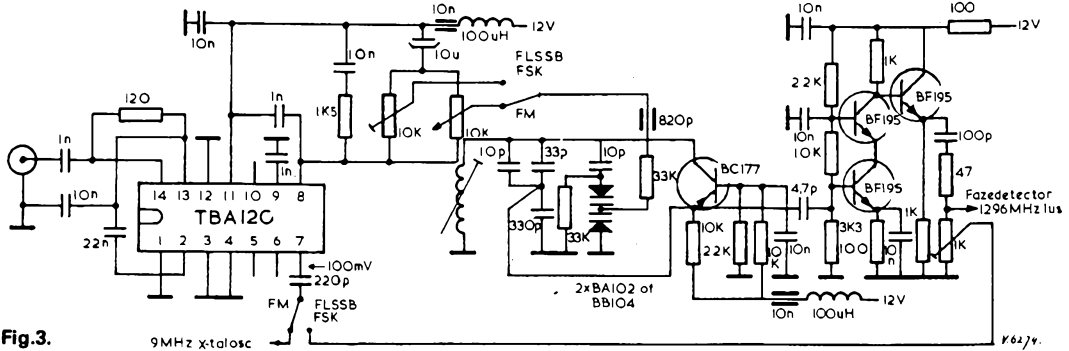 10n
12V
10n
100uH
10u
FLSSB
FSK
10n
120
1n
1K5
10K
10K
FM
820p
1n
1n
10n
22n
14 13 12 11 10 9 8
TBA120
1 2 3 4 5 6 7
100mV
220p
FM
FLSSB
FSK
9MHz x-talosc
10p
33p
10p
330p
33K
33K
2xBA102 of
BB104
BC177
4,7p
10K
22K
10K
10n
10n
100uH
12V
10n
100
12V
1K
22K
BF195
BF195
10n
10K
BF195
100p
47
Fazedetector
1296MHz lus
3K3
100
10n
1K
1K
V.62/4.
Fig.3.